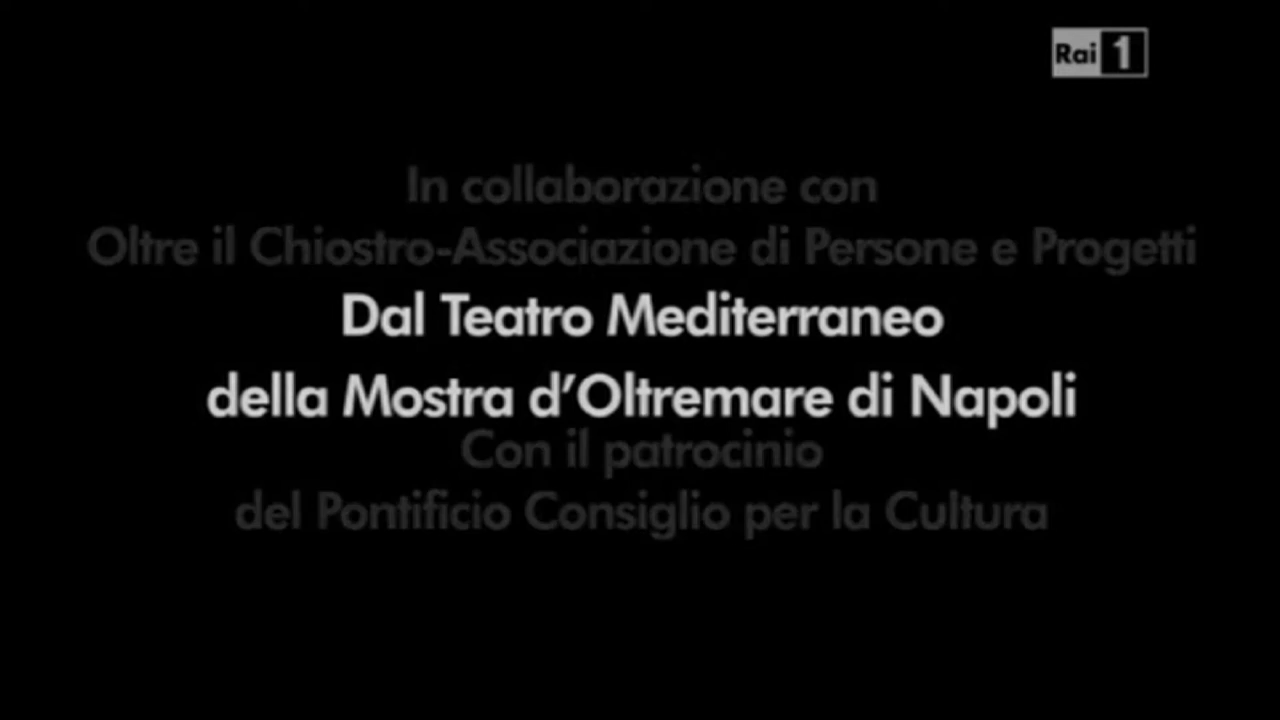 Rai 1
In collaborazione con
Oltre il Chiostro-Associazione di Persone e Progetti
Dal Teatro Mediterraneo
della Mostra d'Oltremare di Napoli
Con il patrocinio
del Pontificio Consiglio per la Cultura